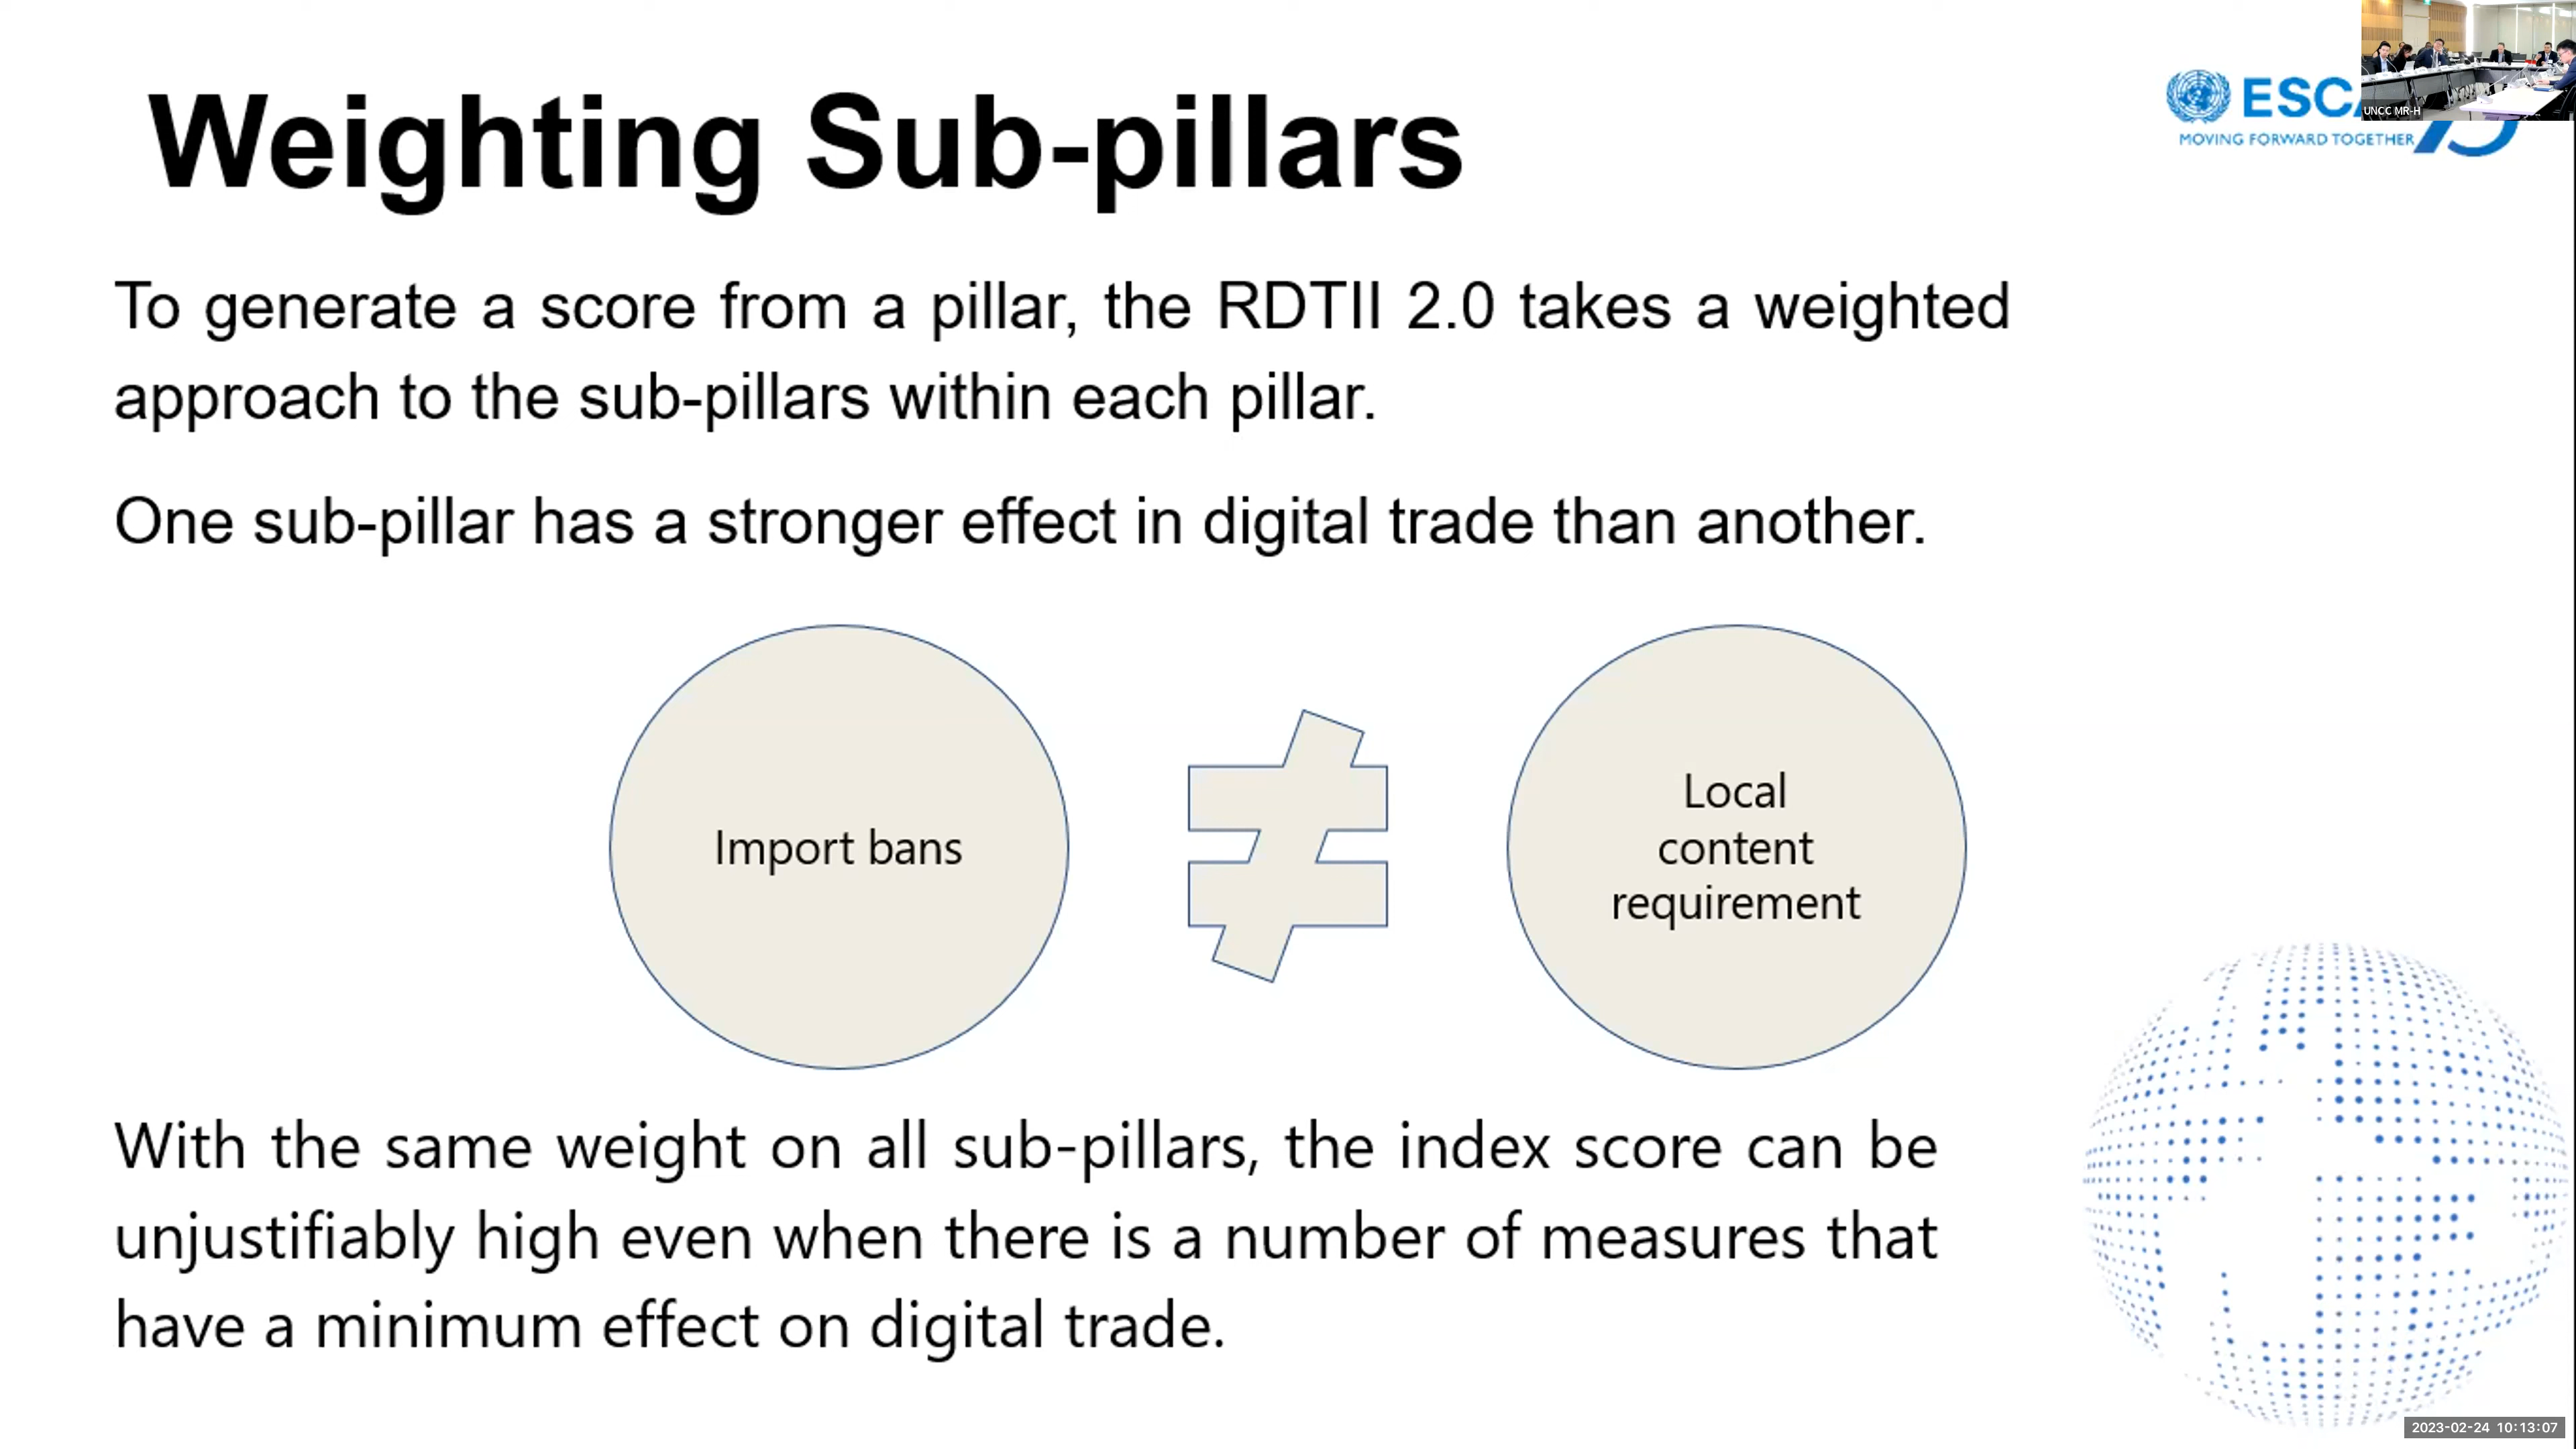 Weighting Sub-pillars
ESC
MOVING FORWARD TOGETHER
UNCC MR-H
To generate a score from a pillar, the RDTII 2.0 takes a weighted
approach to the sub-pillars within each pillar.
One sub-pillar has a stronger effect in digital trade than another.
Import bans
≠
Local
content
requirement
With the same weight on all sub-pillars, the index score can be
unjustifiably high even when there is a number of measures that
have a minimum effect on digital trade.
2023-02-24 10:13:07